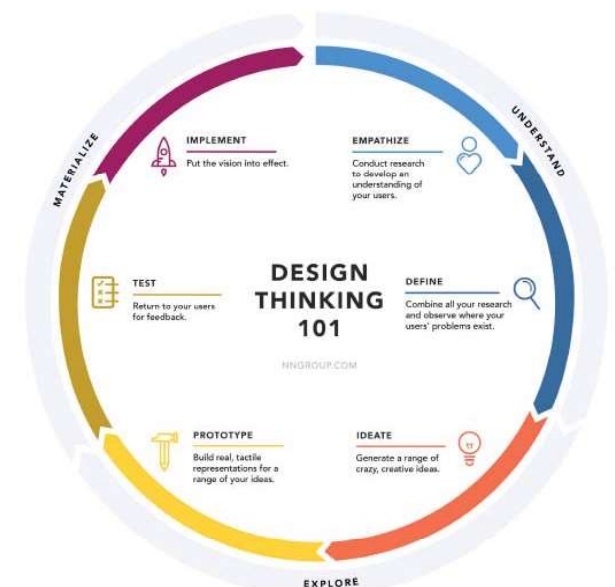 UNDERSTAND
EMPATHIZE
Conduct research
to develop an
understanding of
your users.
DEFINE
Combine all your research
and observe where your
users' problems exist.
EXPLORE
IDEATE
Generate a range of
crazy, creative ideas.
PROTOTYPE
Build real, tactile
representations for a
range of your ideas.
MATERIALIZE
TEST
Return to your users
for feedback.
IMPLEMENT
Put the vision into effect.
DESIGN
THINKING
101
NNGROUP.COM